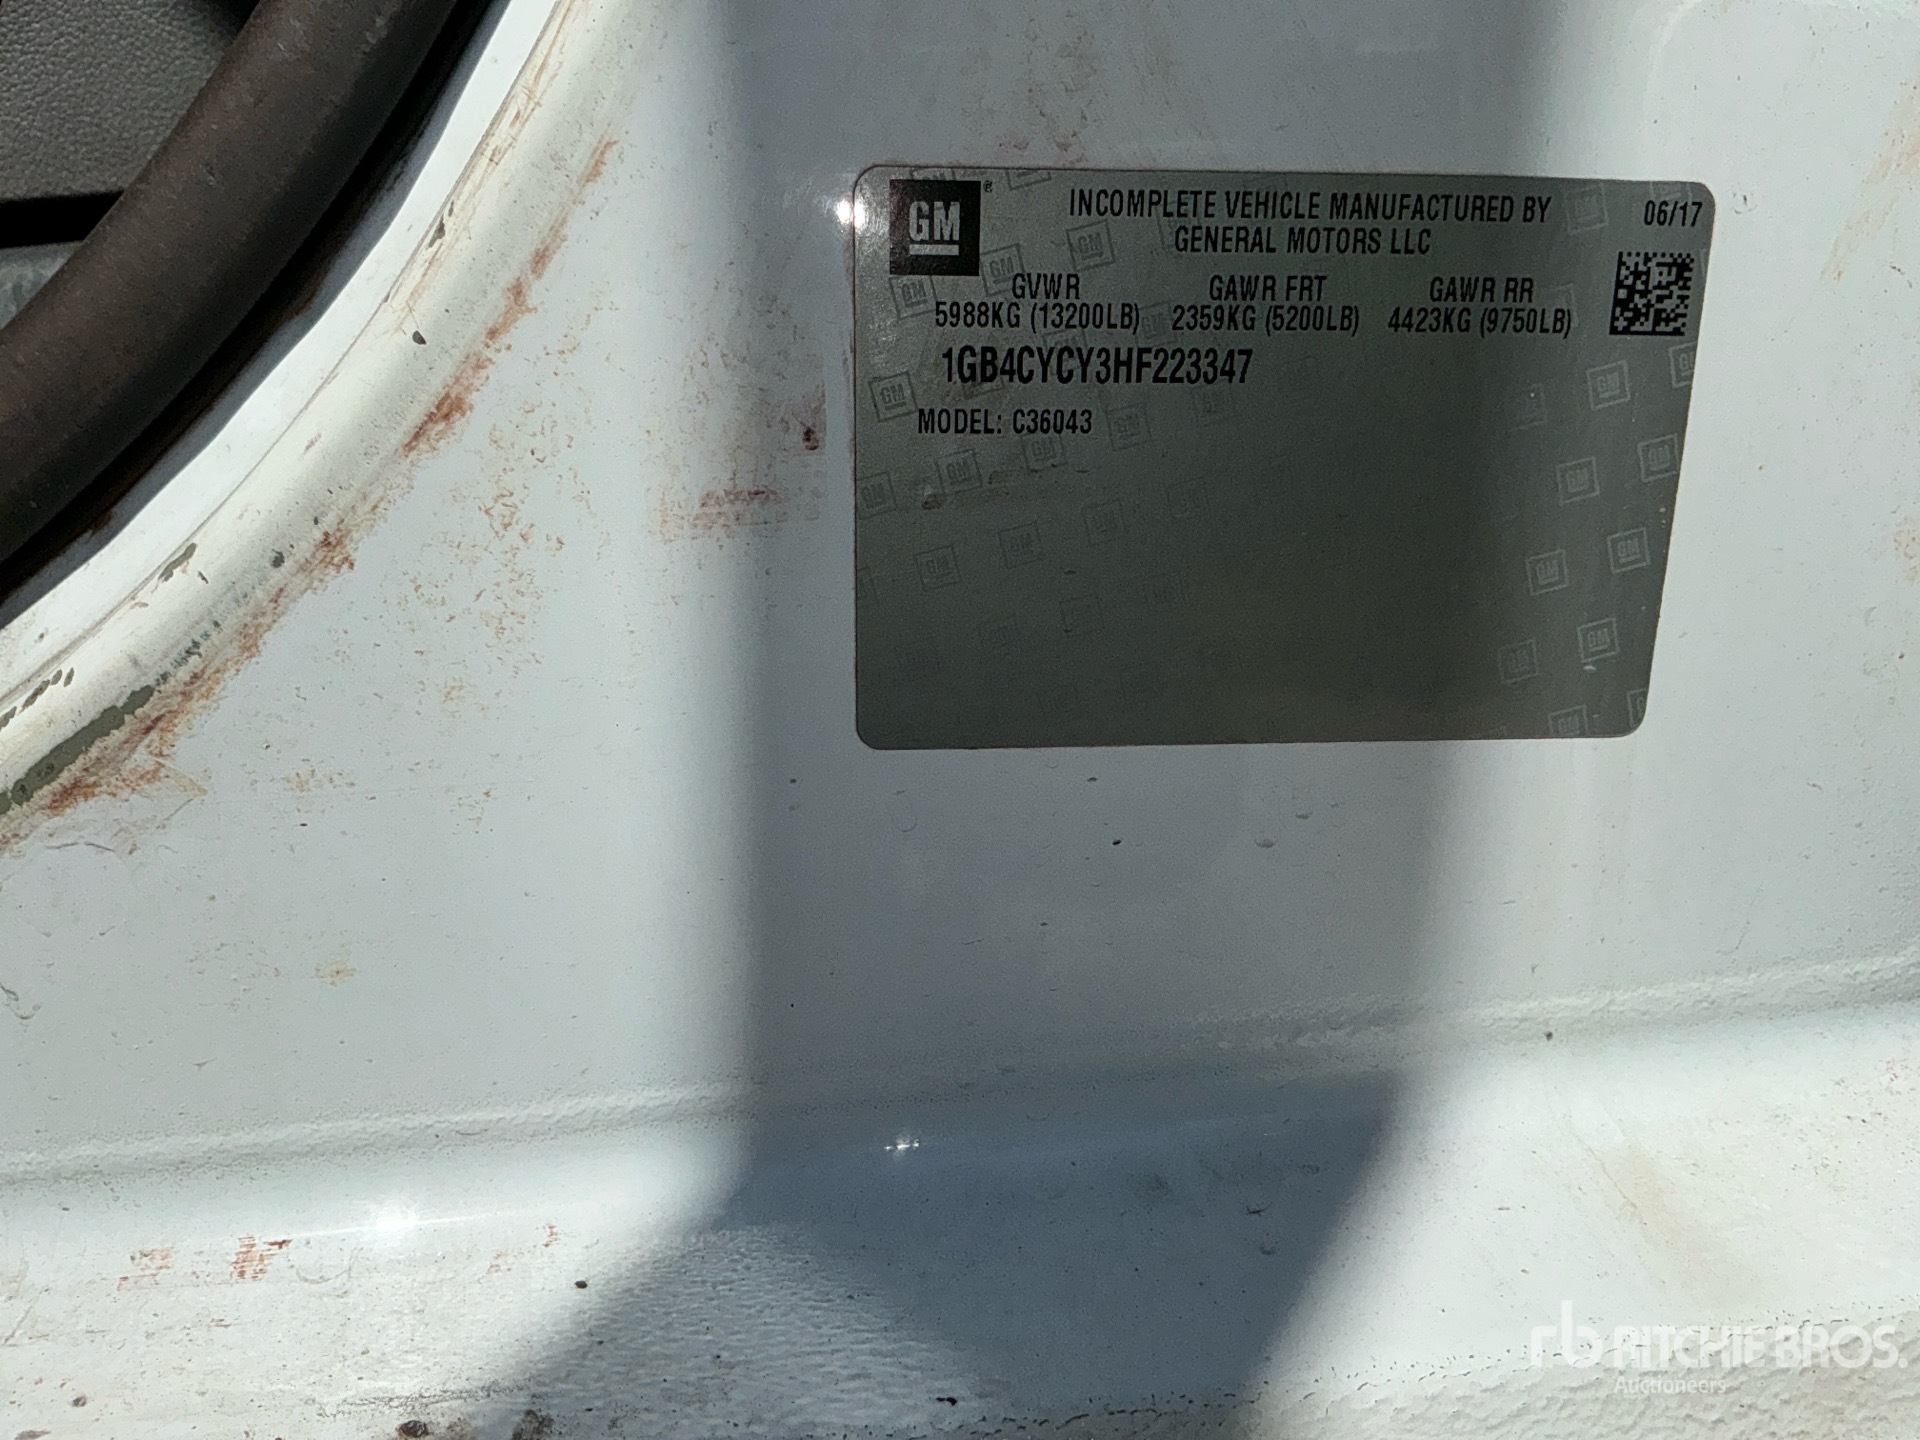 GM ® INCOMPLETE VEHICLE MANUFACTURED BY 06/17
GENERAL MOTORS LLC
GVWR GAWR FRT GAWR RR
5988KG (13200LB) 2359KG (5200LB) 4423KG (9750LB)
1GB4CYCY3HF223347
MODEL: C36043
rb RITCHIE BROS.
Auctioneers